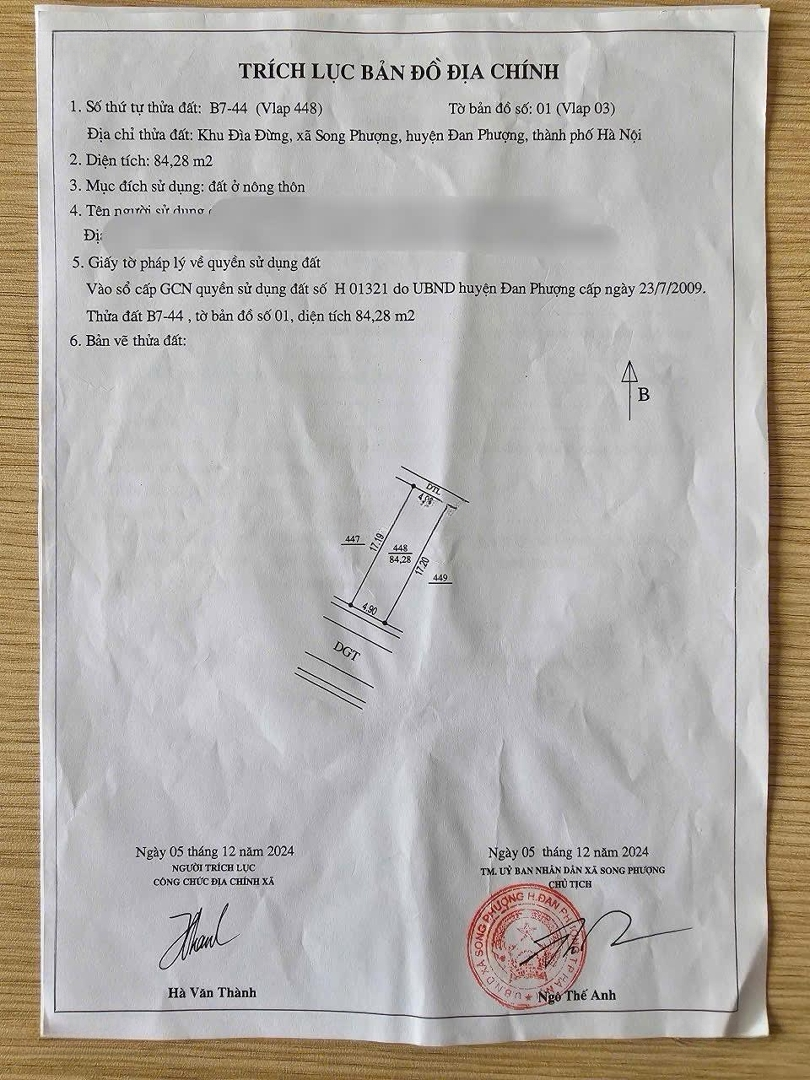 TRÍCH LỤC BẢN ĐỒ ĐỊA CHÍNH
1. Số thứ tự thửa đất: B7-44 (Vlap 448) Tờ bản đồ số: 01 (Vlap 03)
Địa chỉ thửa đất: Khu Đìa Đừng, xã Song Phượng, huyện Đan Phượng, thành phố Hà Nội
2. Diện tích: 84,28 m2
3. Mục đích sử dụng: đất ở nông thôn
4. Tên người sử dụng
5. Giấy tờ pháp lý về quyền sử dụng đất
Vào sổ cấp GCN quyền sử dụng đất số H 01321 do UBND huyện Đan Phượng cấp ngày 23/7/2009.
Thửa đất B7-44 , tờ bản đồ số 01, diện tích 84,28 m2
6. Bản vẽ thửa đất:
B
DTL
447
17,19
448
84,28
17,20
449
4,90
DGT
Ngày 05 tháng 12 năm 2024
NGƯỜI TRÍCH LỤC
CÔNG CHỨC ĐỊA CHÍNH XÃ
Hà Văn Thành
Ngày 05 tháng 12 năm 2024
TM. UỶ BAN NHÂN DÂN XÃ SONG PHƯỢNG
CHỦ TỊCH
U.B.N.D XÃ SONG PHƯỢNG H.ĐAN
Ngô Thế Anh